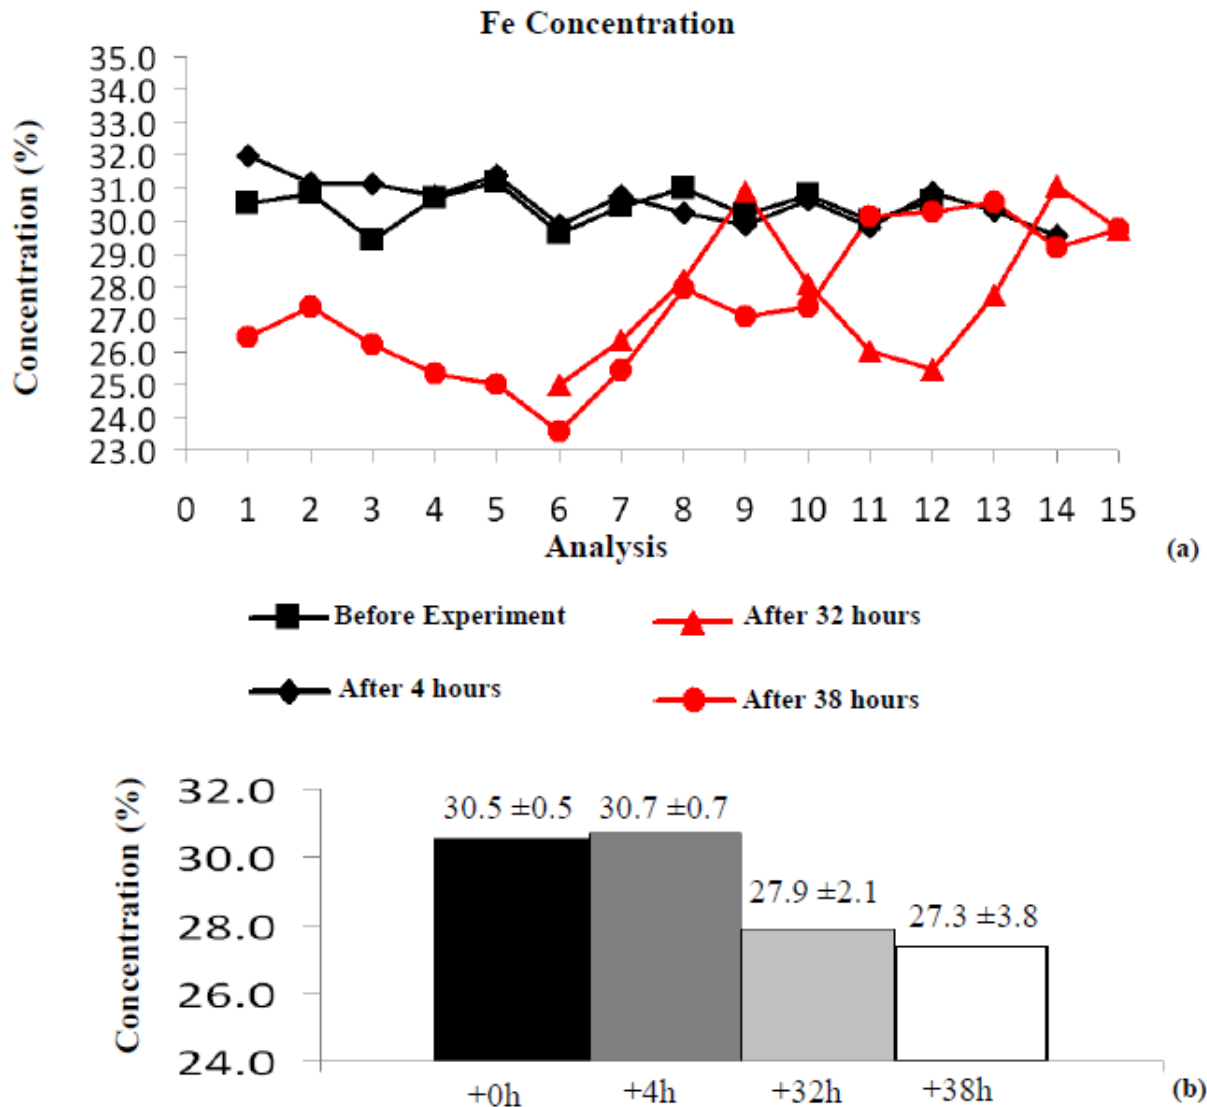 Fe Concentration
Concentration (%)
35.0
34.0
33.0
32.0
31.0
30.0
29.0
28.0
27.0
26.0
25.0
24.0
23.0
0 1 2 3 4 5 6 7 8 9 10 11 12 13 14 15
Analysis
(a)
Before Experiment
After 32 hours
After 4 hours
After 38 hours
Concentration (%)
32.0
30.0
28.0
26.0
24.0
30.5 ±0.5
30.7 ±0.7
27.9 ±2.1
27.3 ±3.8
+0h +4h +32h +38h
(b)